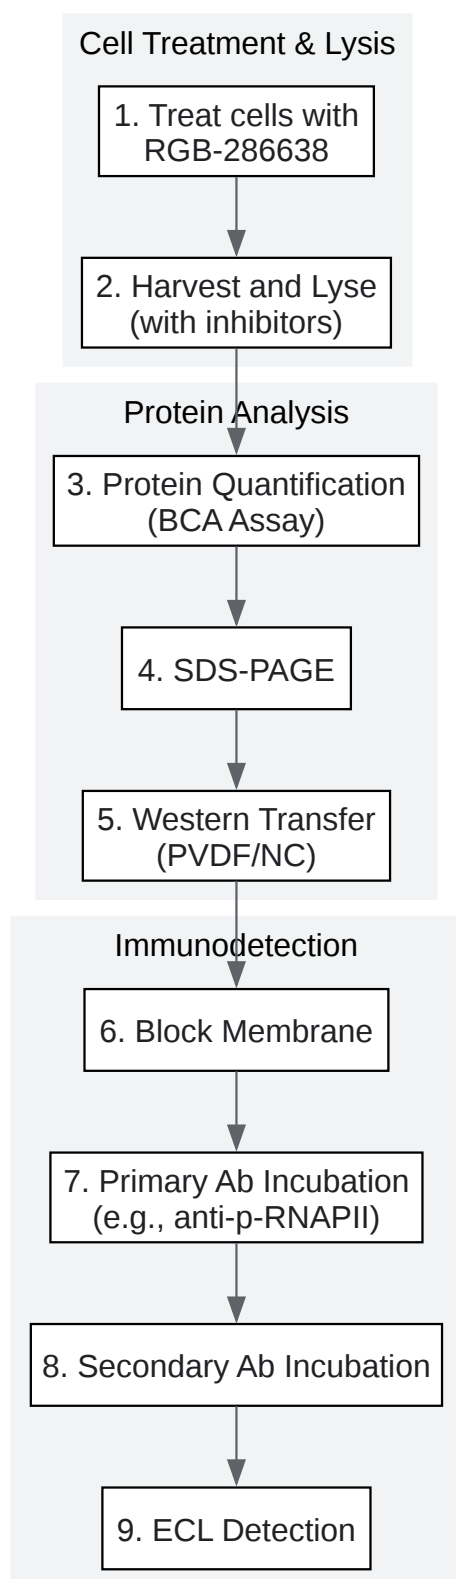 Cell Treatment & Lysis
1. Treat cells with
RGB-286638
2. Harvest and Lyse
(with inhibitors)
Protein Analysis
3. Protein Quantification
(BCA Assay)
4. SDS-PAGE
5. Western Transfer
(PVDF/NC)
Immunodetection
6. Block Membrane
7. Primary Ab Incubation
(e.g., anti-p-RNAPII)
8. Secondary Ab Incubation
9. ECL Detection